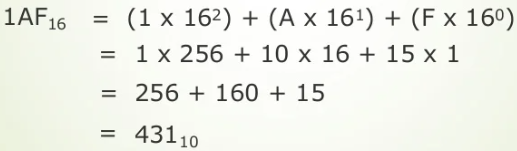 1AF₁₆ = (1 x 16²) + (A x 16¹) + (F x 16⁰)
= 1 x 256 + 10 x 16 + 15 x 1
= 256 + 160 + 15
= 431₁₀